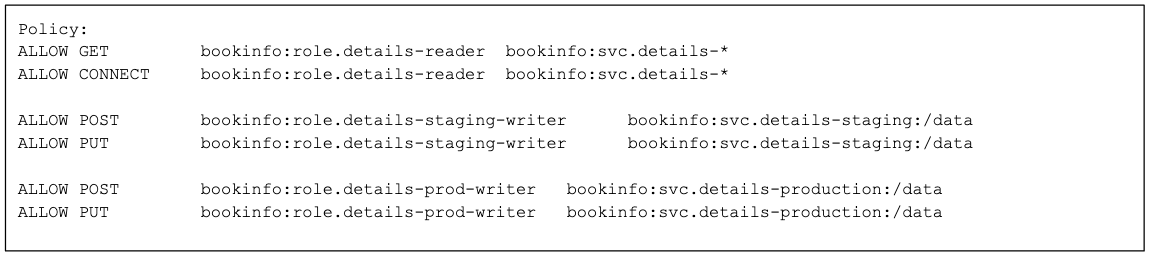 Policy:
ALLOW GET bookinfo:role.details-reader bookinfo:svc.details-*
ALLOW CONNECT bookinfo:role.details-reader bookinfo:svc.details-*
ALLOW POST bookinfo:role.details-staging-writer bookinfo:svc.details-staging:/data
ALLOW PUT bookinfo:role.details-staging-writer bookinfo:svc.details-staging:/data
ALLOW POST bookinfo:role.details-prod-writer bookinfo:svc.details-production:/data
ALLOW PUT bookinfo:role.details-prod-writer bookinfo:svc.details-production:/data